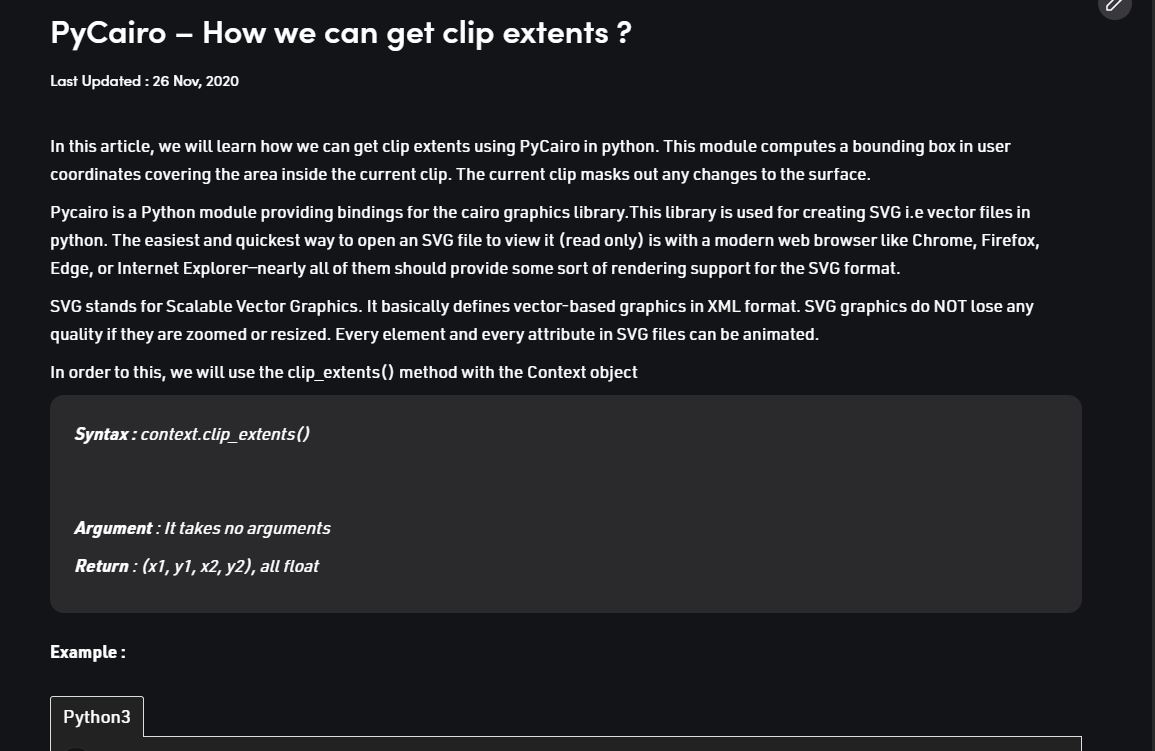 PyCairo – How we can get clip extents ?
Last Updated : 26 Nov, 2020
In this article, we will learn how we can get clip extents using PyCairo in python. This module computes a bounding box in user
coordinates covering the area inside the current clip. The current clip masks out any changes to the surface.
Pycairo is a Python module providing bindings for the cairo graphics library.This library is used for creating SVG i.e vector files in
python. The easiest and quickest way to open an SVG file to view it (read only) is with a modern web browser like Chrome, Firefox,
Edge, or Internet Explorer—nearly all of them should provide some sort of rendering support for the SVG format.
SVG stands for Scalable Vector Graphics. It basically defines vector-based graphics in XML format. SVG graphics do NOT lose any
quality if they are zoomed or resized. Every element and every attribute in SVG files can be animated.
In order to this, we will use the clip_extents() method with the Context object
Syntax : context.clip_extents()
Argument : It takes no arguments
Return : (x1, y1, x2, y2), all float
Example :
Python3